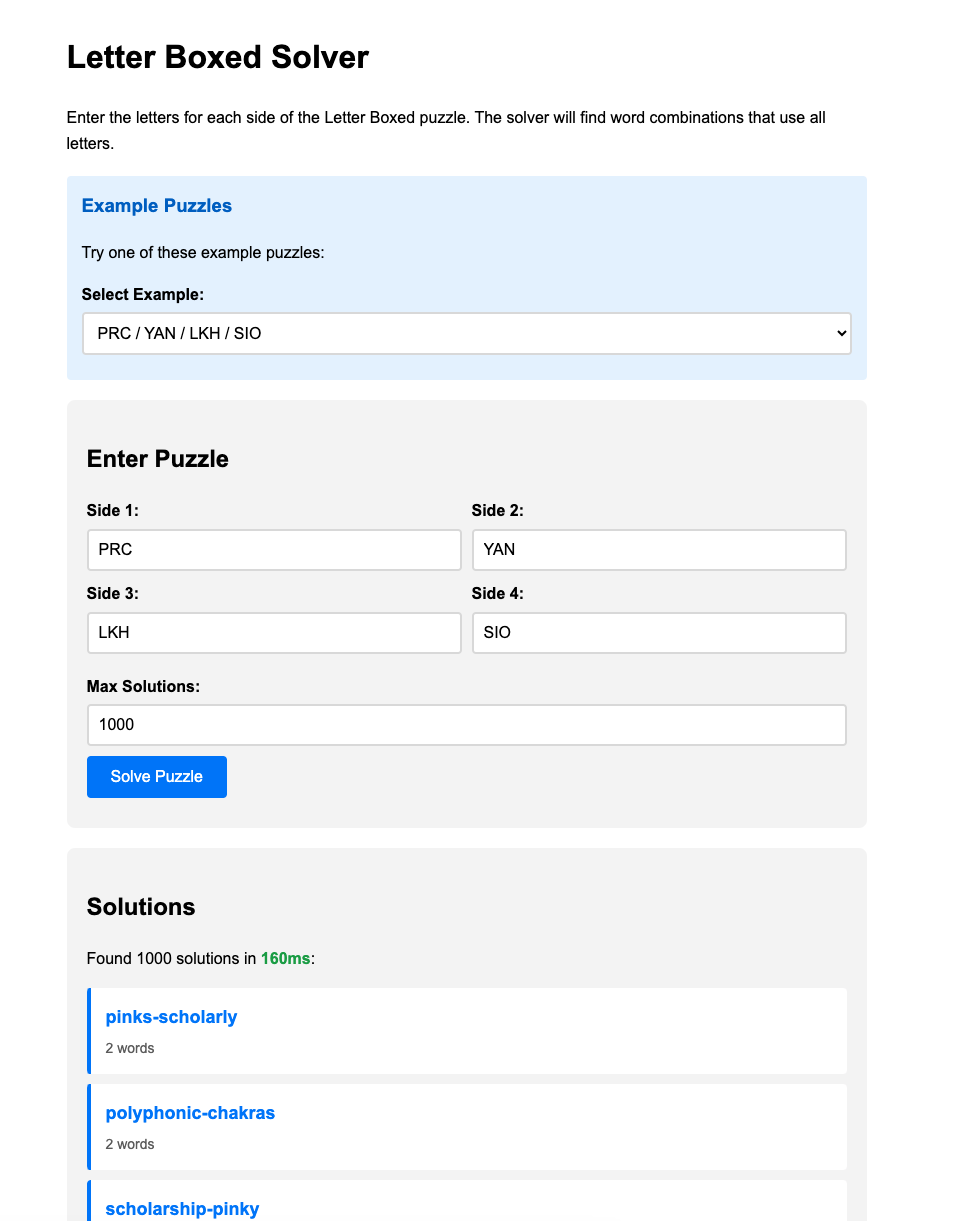 Letter Boxed Solver
Enter the letters for each side of the Letter Boxed puzzle. The solver will find word combinations that use all
letters.
Example Puzzles
Try one of these example puzzles:
Select Example:
PRC / YAN / LKH / SIO
Enter Puzzle
Side 1:
Side 2:
PRC
YAN
Side 3:
Side 4:
LKH
SIO
Max Solutions:
1000
Solve Puzzle
Solutions
Found 1000 solutions in 160ms:
pinks-scholarly
2 words
polyphonic-chakras
2 words
scholarship-pinky